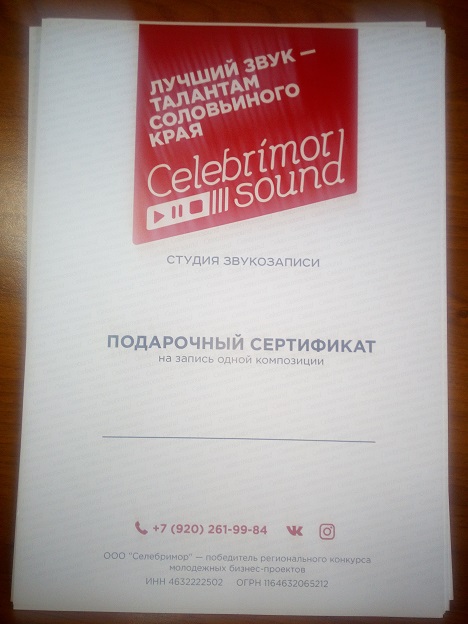 ЛУЧШИЙ ЗВУК —
ТАЛАНТАМ
СОЛОВЬИНОГО
КРАЯ
Celebrimor
sound
СТУДИЯ ЗВУКОЗАПИСИ
ПОДАРОЧНЫЙ СЕРТИФИКАТ
на запись одной композиции
+7 (920) 261-99-84
ООО "Селебримор" — победитель регионального конкурса
молодежных бизнес-проектов
ИНН 4632222502 ОГРН 1164632065212